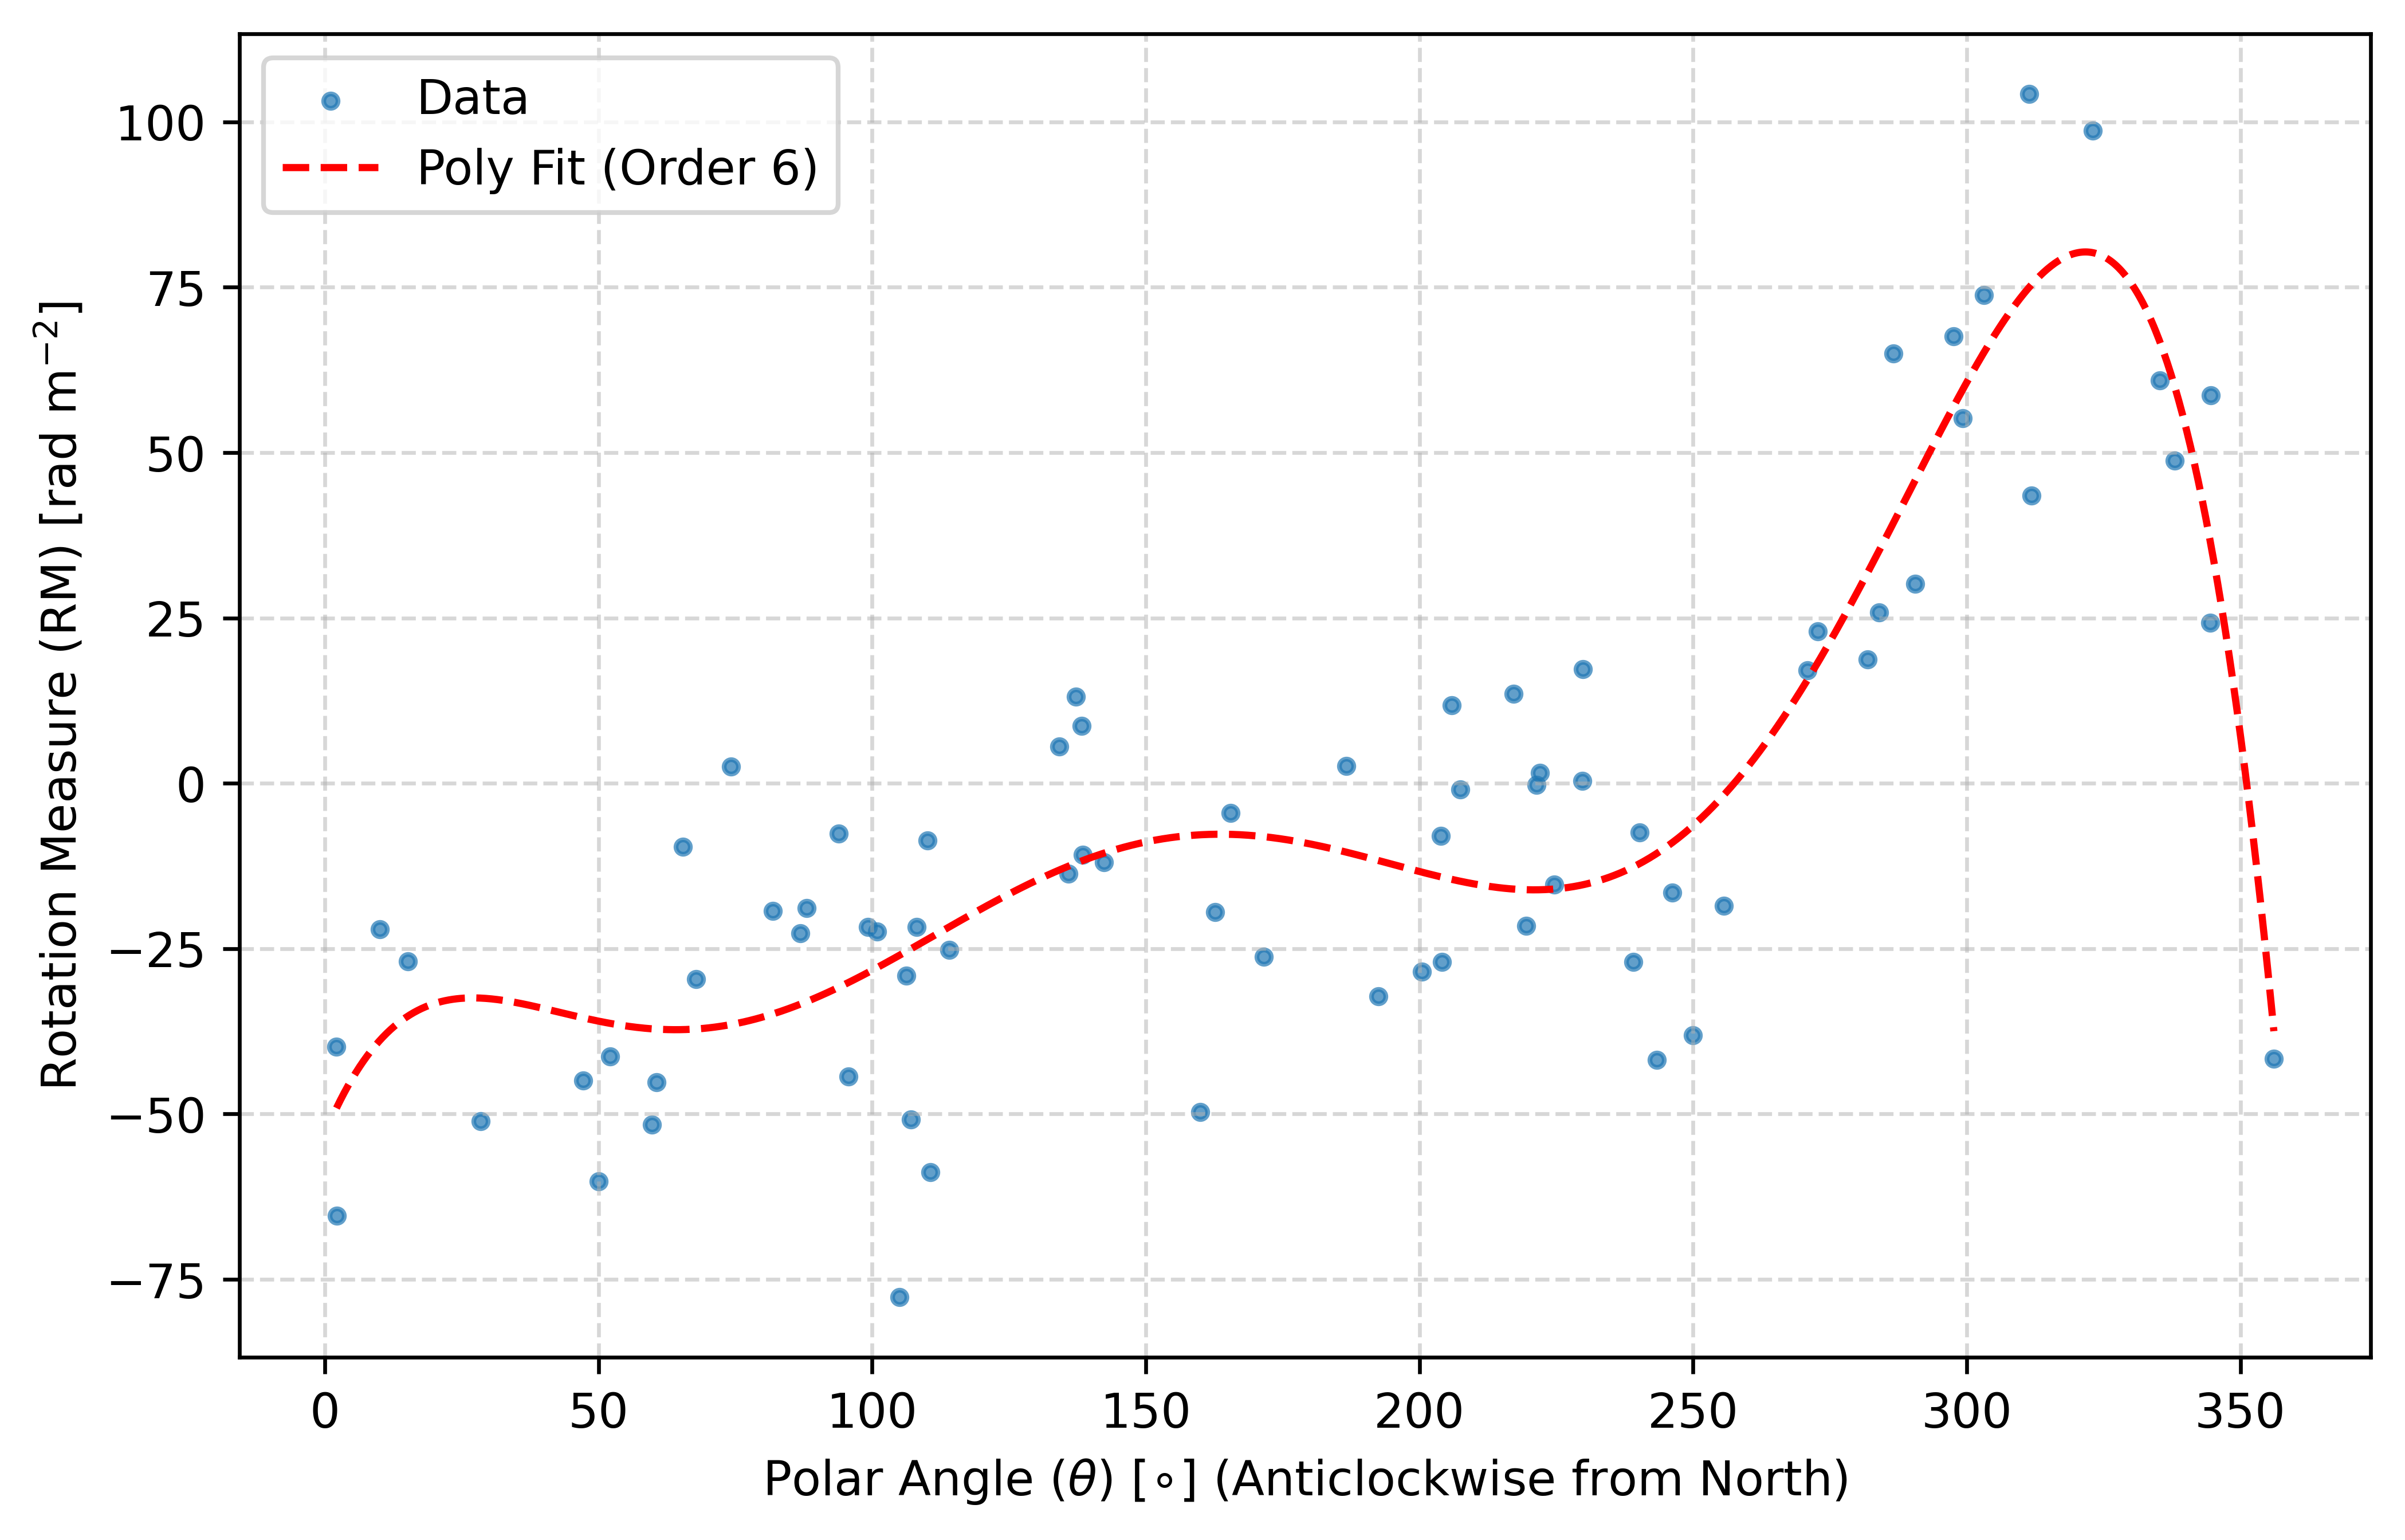 Data
Poly Fit (Order 6)
100
75
50
25
0
−25
−50
−75
Rotation Measure (RM) [rad m⁻²]
0 50 100 150 200 250 300 350
Polar Angle (θ) [∘] (Anticlockwise from North)